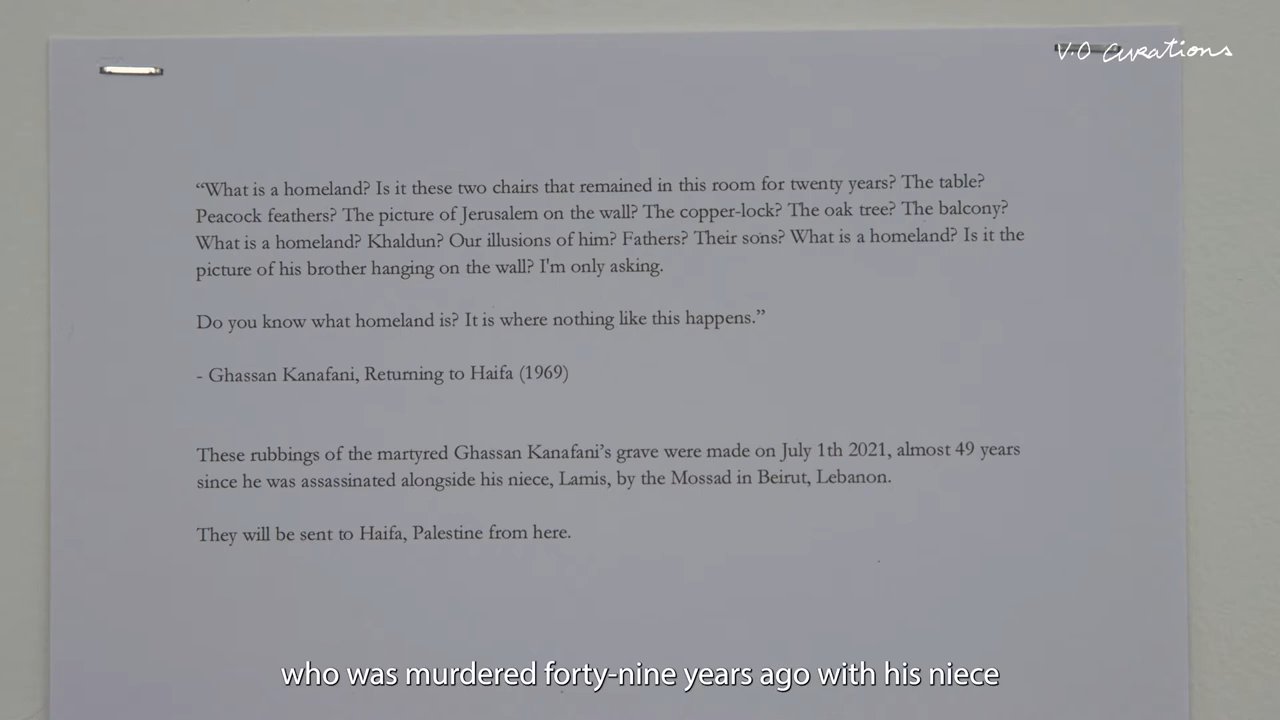 V.O Curations
“What is a homeland? Is it these two chairs that remained in this room for twenty years? The table?
Peacock feathers? The picture of Jerusalem on the wall? The copper-lock? The oak tree? The balcony?
What is a homeland? Khaldun? Our illusions of him? Fathers? Their sons? What is a homeland? Is it the
picture of his brother hanging on the wall? I'm only asking.
Do you know what homeland is? It is where nothing like this happens.”
- Ghassan Kanafani, Returning to Haifa (1969)
These rubbings of the martyred Ghassan Kanafani’s grave were made on July 1th 2021, almost 49 years
since he was assassinated alongside his niece, Lamis, by the Mossad in Beirut, Lebanon.
They will be sent to Haifa, Palestine from here.
who was murdered forty-nine years ago with his niece